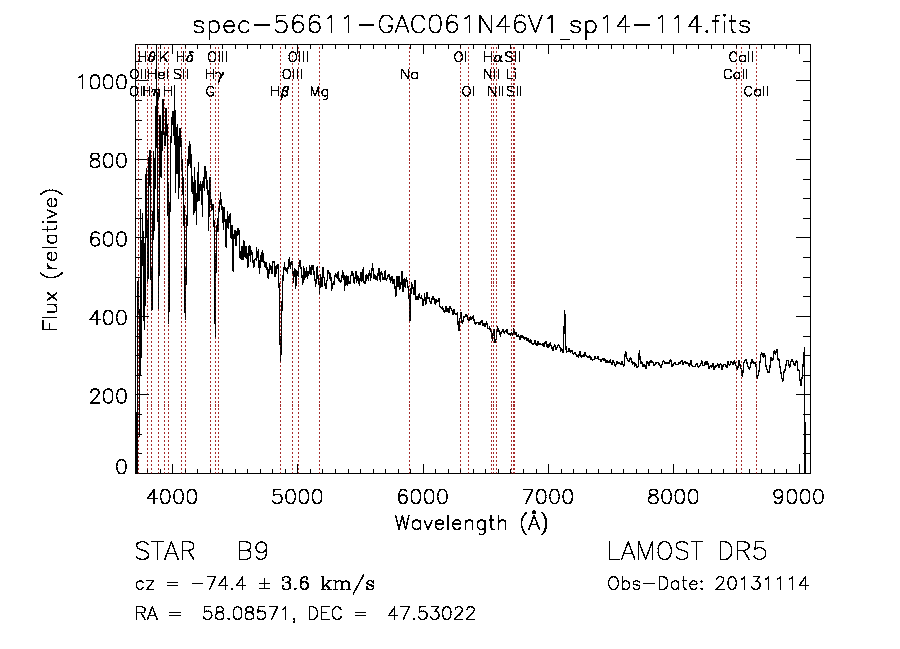 spec-56611-GAC061N46V1_sp14-114.fits
Hθ K Hδ OIII OIII OI Hα SII CaII
OII HeI SII Hγ OIII NII Li CaII
OII Hη H G Hβ Mg Na OI NII SII CaII
1000
800
600
400
200
0
Flux (relative)
4000 5000 6000 7000 8000 9000
Wavelength (Å)
STAR B9 LAMOST DR5
cz = −74.4 ± 3.6 km/s Obs−Date: 20131114
RA = 58.08571, DEC = 47.53022